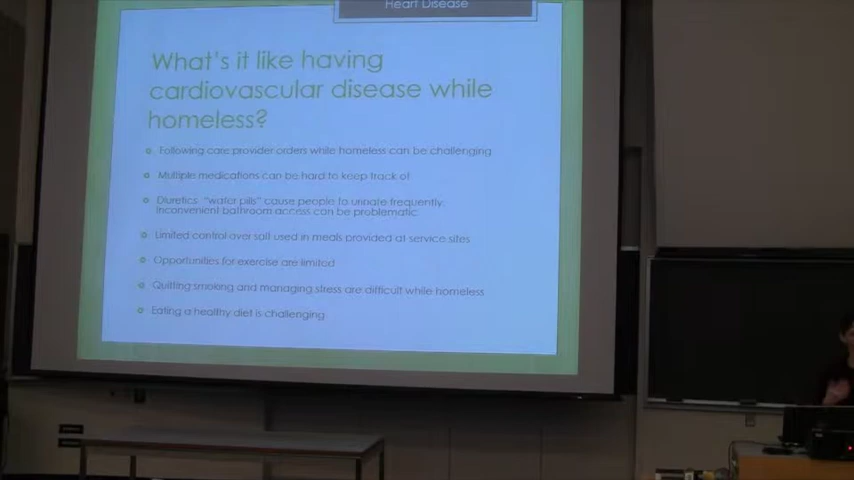 Heart Disease
What's it like having
cardiovascular disease while
homeless?
Following care provider orders while homeless can be challenging
Multiple medications can be hard to keep track of
Diuretics "water pills" cause people to urinate frequently.
Inconvenient bathroom access can be problematic.
Limited control over salt used in meals provided at service sites
Opportunities for exercise are limited
Quitting smoking and managing stress are difficult while homeless
Eating a healthy diet is challenging